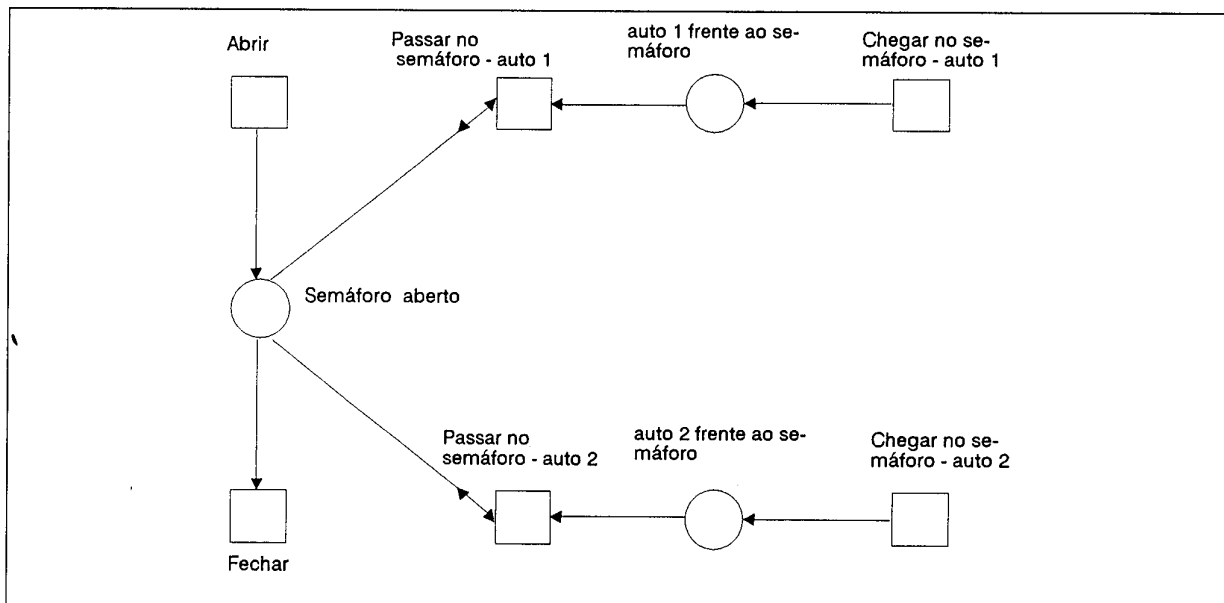 Abrir
Passar no
semáforo - auto 1
auto 1 frente ao se-
máforo
Chegar no se-
máforo - auto 1
Semáforo aberto
Passar no
semáforo - auto 2
auto 2 frente ao se-
máforo
Chegar no se-
máforo - auto 2
Fechar